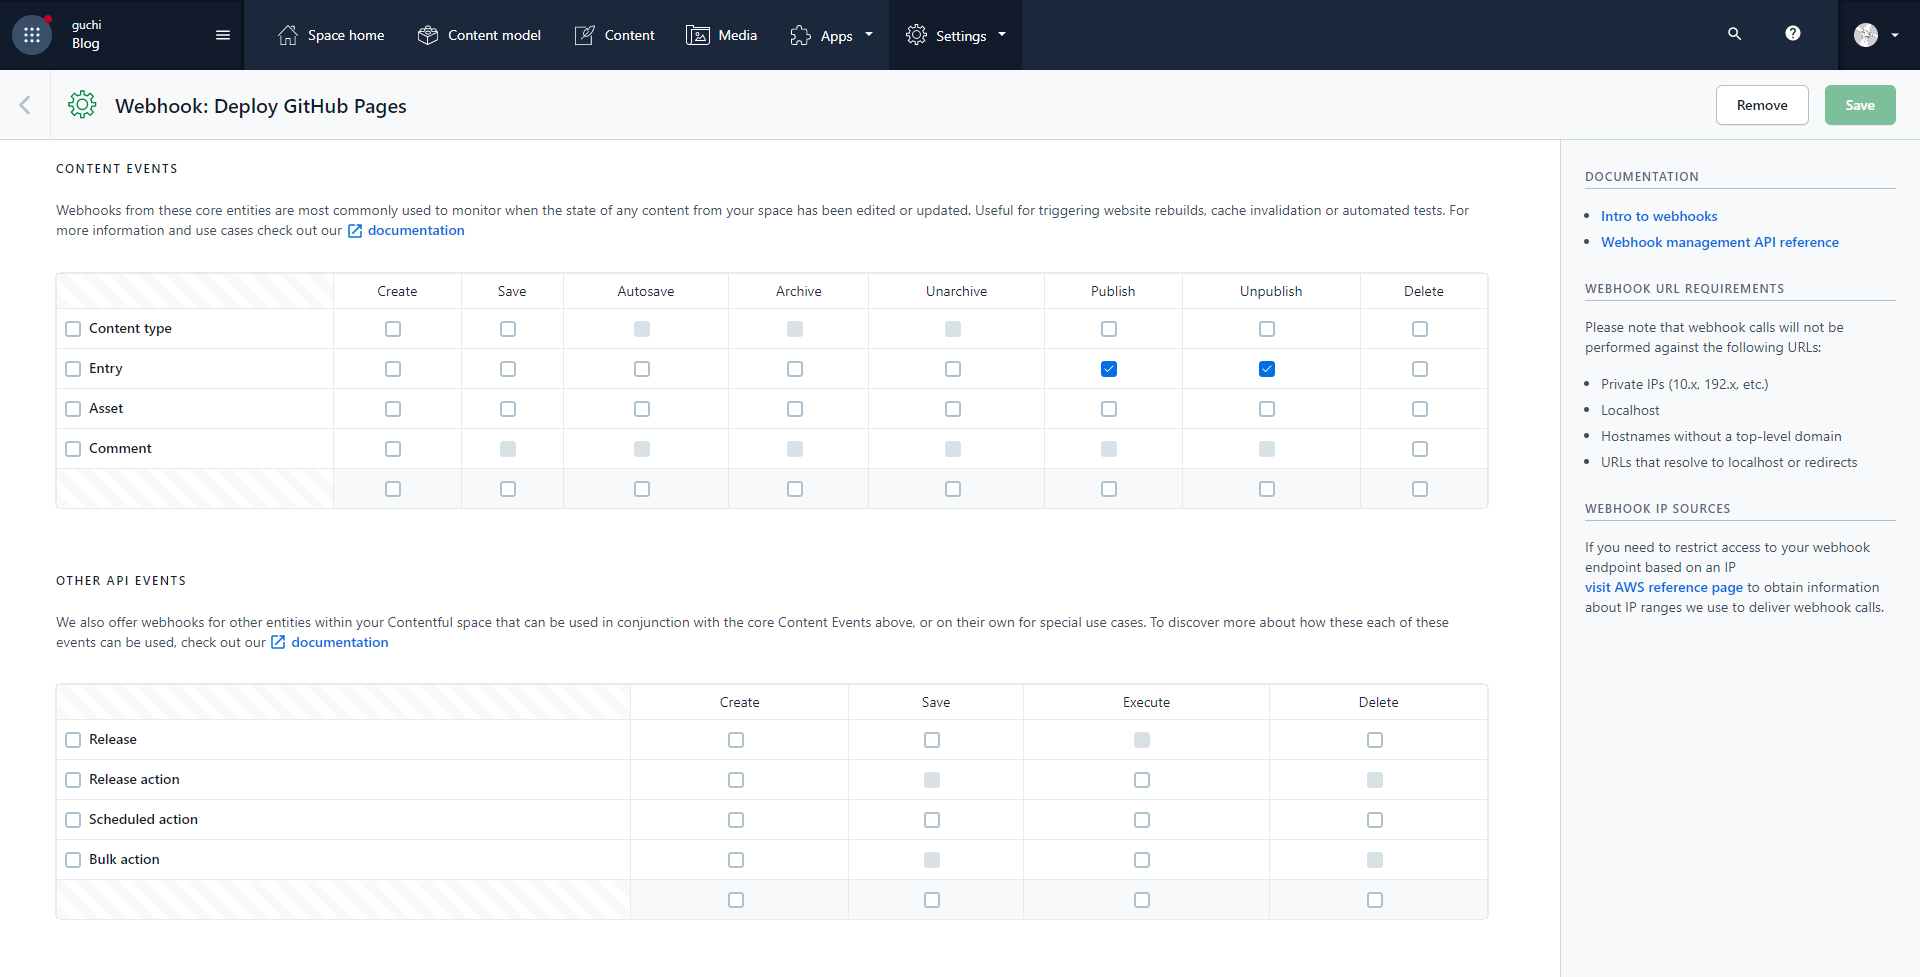 guchi
Blog
Space home
Content model
Content
Media
Apps
Settings
Webhook: Deploy GitHub Pages
Remove
Save
CONTENT EVENTS
Webhooks from these core entities are most commonly used to monitor when the state of any content from your space has been edited or updated. Useful for triggering website rebuilds, cache invalidation or automated tests. For
more information and use cases check out our documentation
Create Save Autosave Archive Unarchive Publish Unpublish Delete
Content type
Entry
Asset
Comment
OTHER API EVENTS
We also offer webhooks for other entities within your Contentful space that can be used in conjunction with the core Content Events above, or on their own for special use cases. To discover more about how these each of these
events can be used, check out our documentation
Create Save Execute Delete
Release
Release action
Scheduled action
Bulk action
DOCUMENTATION
Intro to webhooks
Webhook management API reference
WEBHOOK URL REQUIREMENTS
Please note that webhook calls will not be
performed against the following URLs:
Private IPs (10.x, 192.x, etc.)
Localhost
Hostnames without a top-level domain
URLs that resolve to localhost or redirects
WEBHOOK IP SOURCES
If you need to restrict access to your webhook
endpoint based on an IP
visit AWS reference page to obtain information
about IP ranges we use to deliver webhook calls.